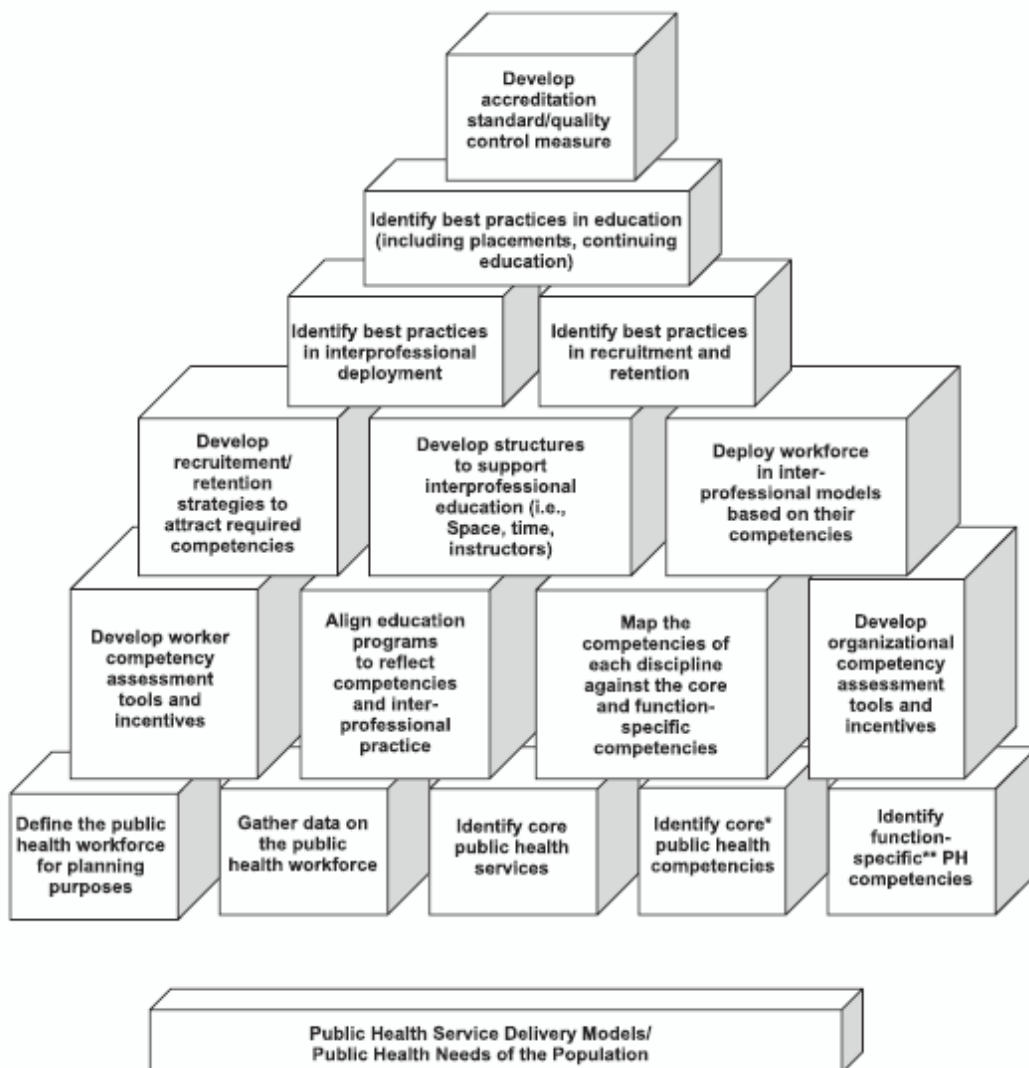 Develop
accreditation
standard/quality
control measure
Identify best practices in education
(including placements, continuing
education)
Identify best practices
in interprofessional
deployment
Identify best practices
in recruitment and
retention
Develop
recruitement/
retention
strategies to
attract required
competencies
Develop structures
to support
interprofessional
education (i.e.,
Space, time,
instructors)
Deploy workforce
in inter-
professional models
based on their
competencies
Develop worker
competency
assessment
tools and
incentives
Align education
programs
to reflect
competencies
and inter-
professional
practice
Map the
competencies of
each discipline
against the core
and function-
specific
competencies
Develop
organizational
competency
assessment
tools and
incentives
Define the public
health workforce
for planning
purposes
Gather data on
the public
health workforce
Identify core
public health
services
Identify core*
public health
competencies
Identify
function-
specific** PH
competencies
Public Health Service Delivery Models/
Public Health Needs of the Population